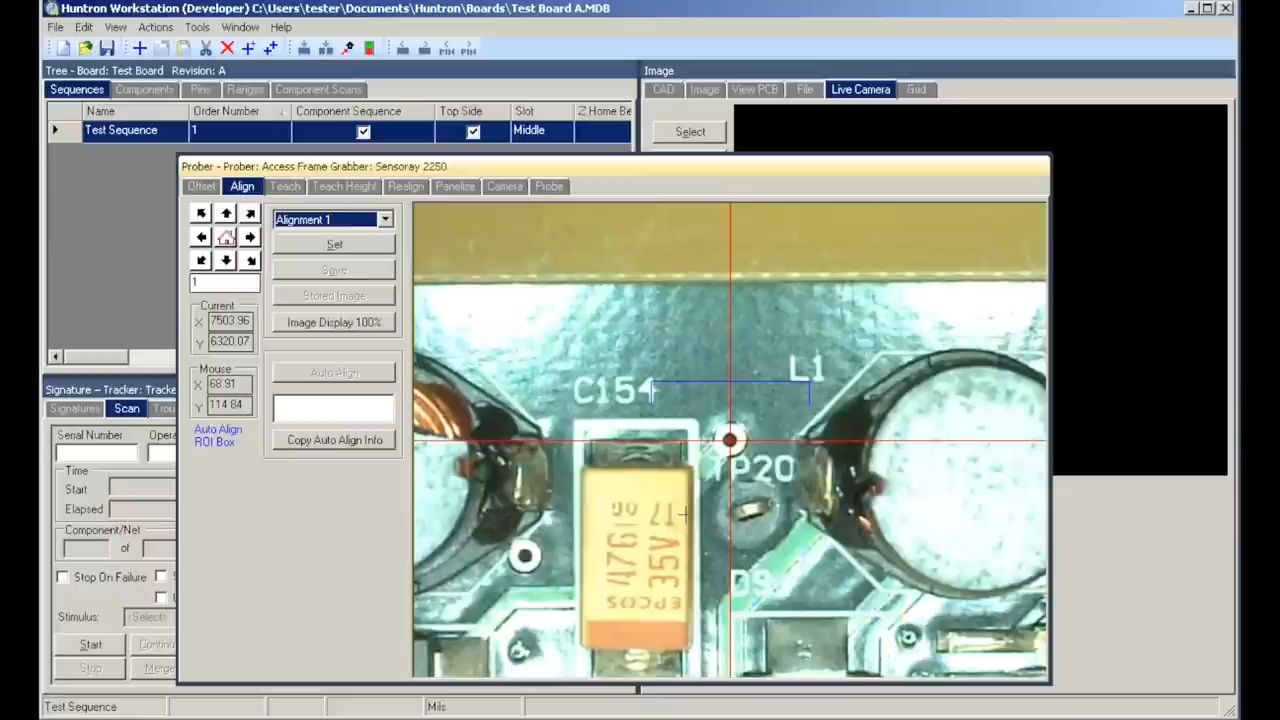 Huntron Workstation (Developer) C:\Users\tester\Documents\Huntron\Boards\Test Board A.MDB
File Edit View Actions Tools Window Help
Tree - Board: Test Board Revision: A
Image
Sequences Components Pins Ranges Component Scans
CAD Image View PCB File Live Camera Grid
Name Order Number Component Sequence Top Side Slot Z Home Be
Test Sequence 1 Middle
Select
Prober - Prober: Access Frame Grabber: Sensoray 2250
Offset Align Teach Teach Height Realign Panelize Camera Probe
Alignment 1
Set
Save
1
Stored Image
Current
X 7503.96
Image Display 100%
Y 6320.07
Mouse
X 68.91
Y 114.84
Auto Align
Auto Align
ROI Box
Copy Auto Align Info
C154
L1
TP20
D9
476
35V
EPCOS
Signature - Tracker: Tracke
Signatures Scan Trou
Serial Number Opera
Time
Start
Elapsed
Component/Net
of
Stop On Failure S
Stimulus: (Select)
Start Continu
Stop Merge
Test Sequence Mils